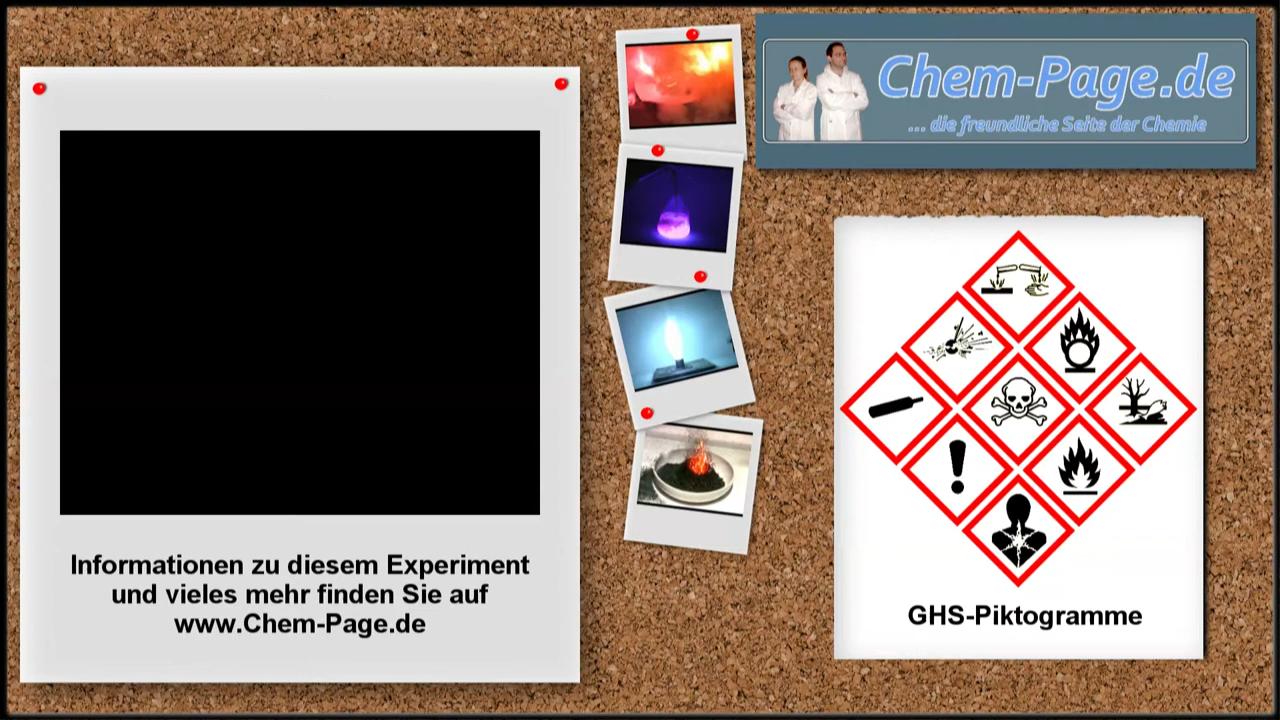 Chem-Page.de
... die freundliche Seite der Chemie
Informationen zu diesem Experiment
und vieles mehr finden Sie auf
www.Chem-Page.de
GHS-Piktogramme